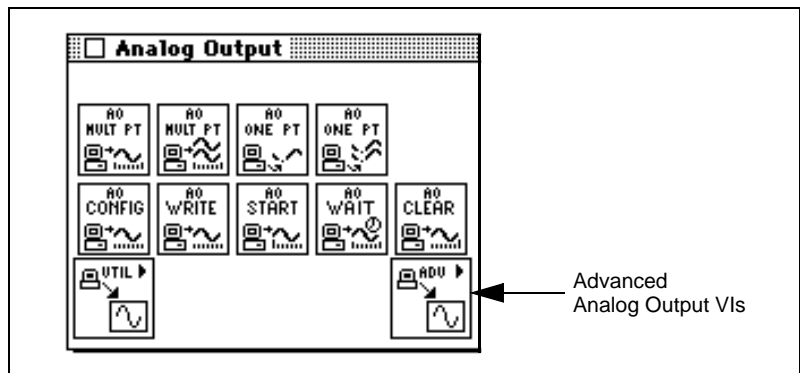 Analog Output
AO MULT PT
AO MULT PT
AO ONE PT
AO ONE PT
AO CONFIG
AO WRITE
AO START
AO WAIT
AO CLEAR
UTIL
ADV
Advanced
Analog Output VIs